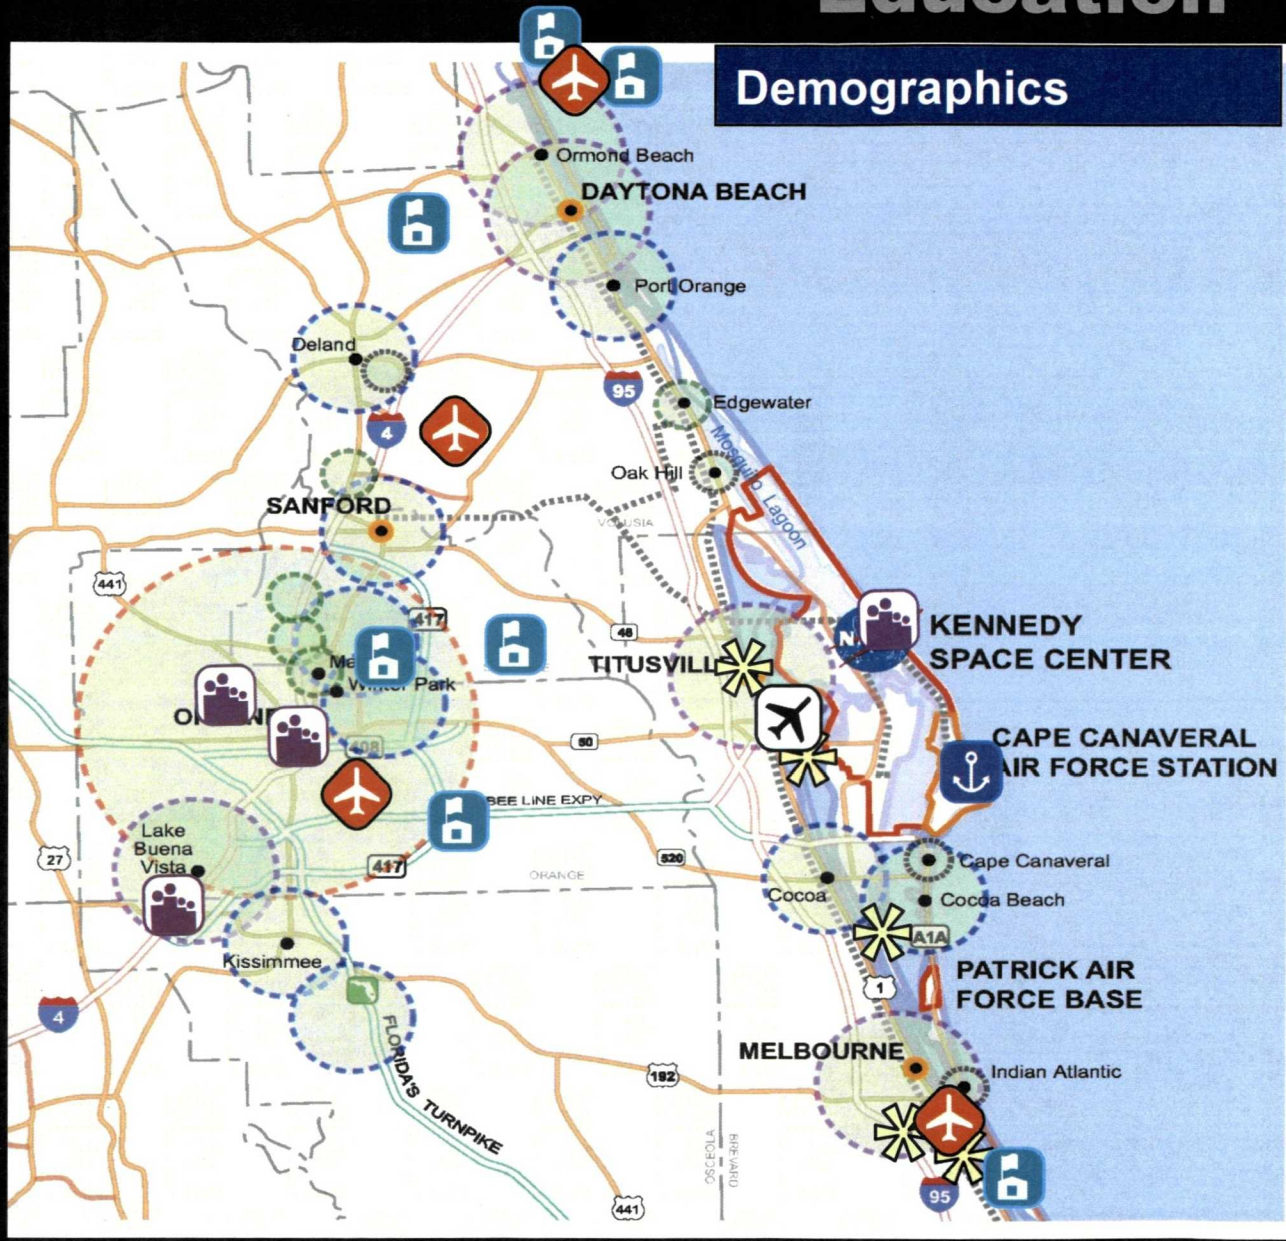 Education
Demographics
Ormond Beach
DAYTONA BEACH
Port Orange
Deland
95
Edgewater
4
Mosquito Lagoon
Oak Hill
SANFORD
VOLUSIA
441
417
46
KENNEDY
SPACE CENTER
TITUSVILL
Winter Park
408
50
CAPE CANAVERAL
AIR FORCE STATION
BEE LINE EXPY
Lake
Buena
Vista
27
417
520
ORANGE
Cape Canaveral
Cocoa
Cocoa Beach
A1A
Kissimmee
PATRICK AIR
FORCE BASE
1
4
FLORIDA'S TURNPIKE
MELBOURNE
192
Indian Atlantic
OSCEOLA
BREVARD
95
441